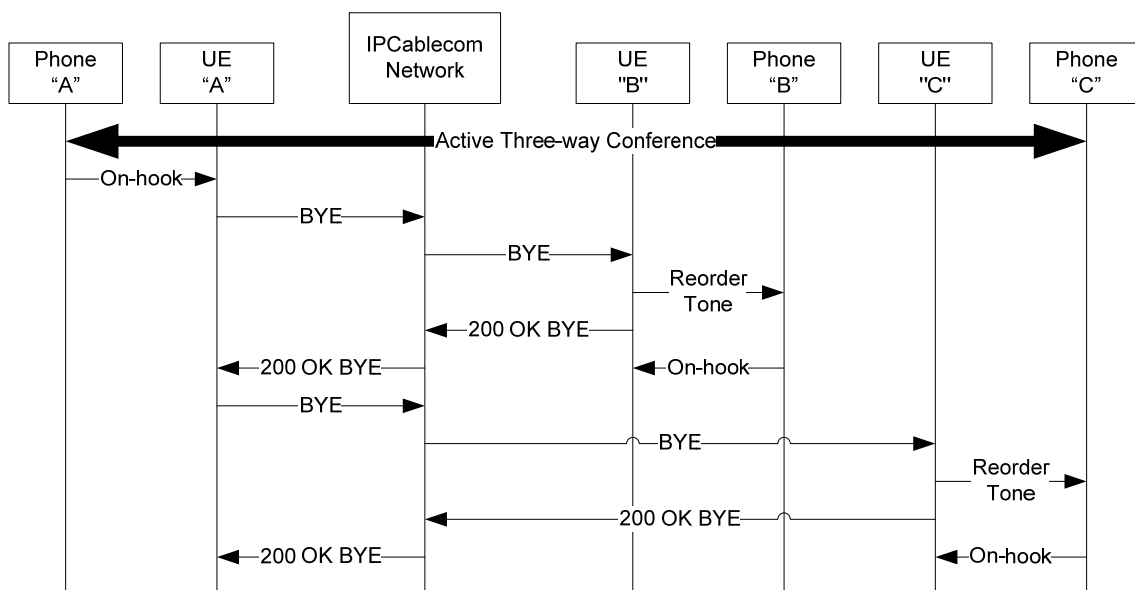 Phone
“A”
UE
“A”
IPCablecom
Network
UE
"B"
Phone
“B”
UE
"C"
Phone
“C”
Active Three-way Conference
On-hook
BYE
BYE
Reorder
Tone
200 OK BYE
200 OK BYE
On-hook
BYE
BYE
Reorder
Tone
200 OK BYE
200 OK BYE
On-hook